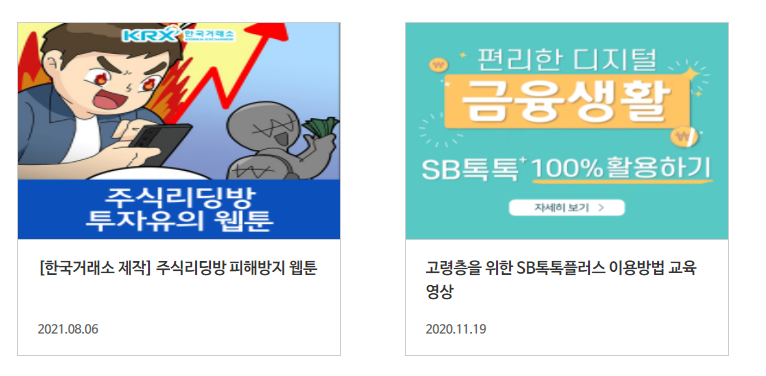 KRX 한국거래소
KOREA EXCHANGE
주식리딩방
투자유의 웹툰
[한국거래소 제작] 주식리딩방 피해방지 웹툰
2021.08.06
편리한 디지털
금융생활
SB톡톡+ 100%활용하기
자세히 보기 >
고령층을 위한 SB톡톡플러스 이용방법 교육
영상
2020.11.19